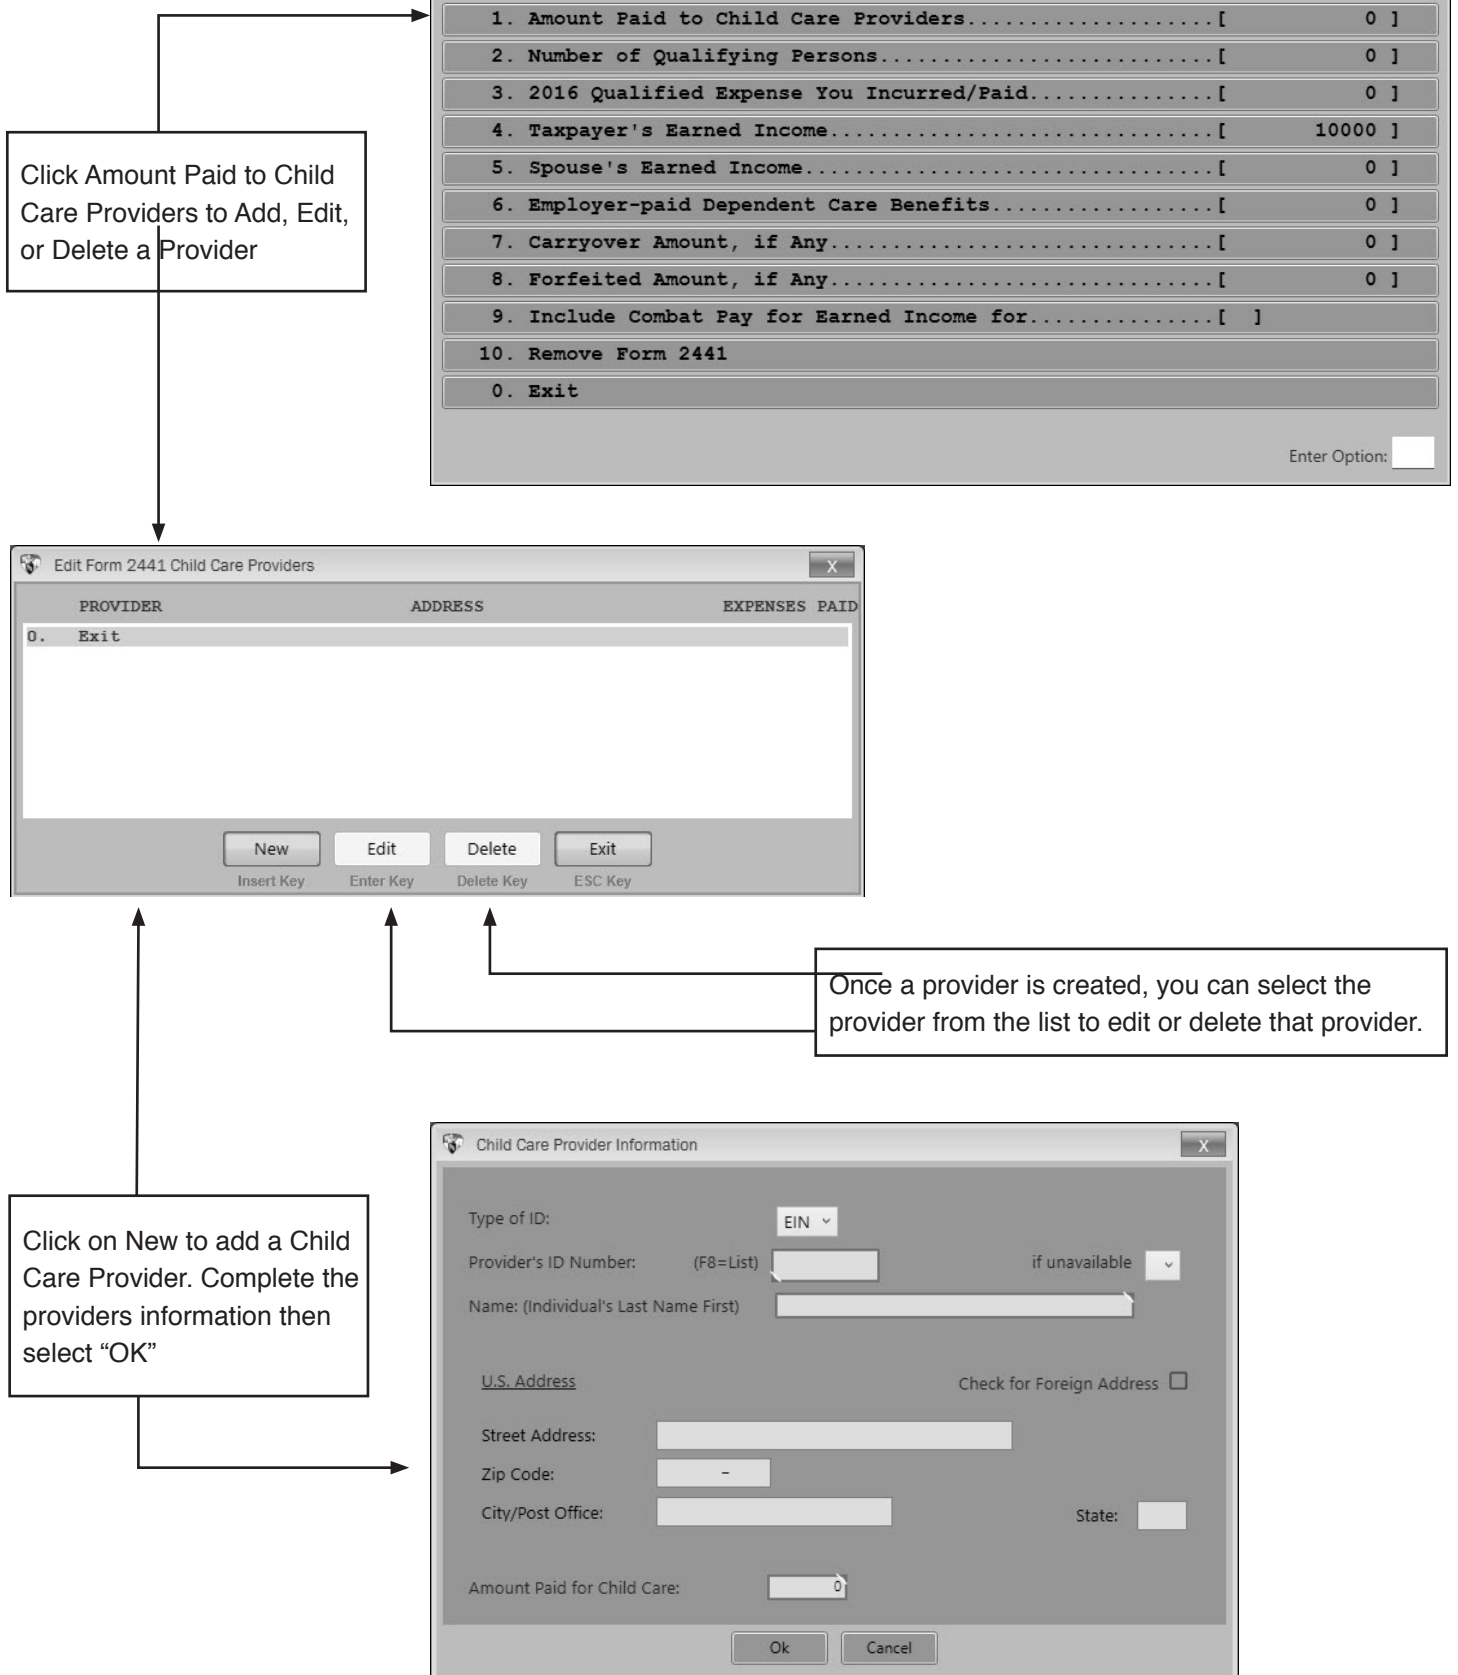 1. Amount Paid to Child Care Providers....................[ 0 ]
2. Number of Qualifying Persons...........................[ 0 ]
3. 2016 Qualified Expense You Incurred/Paid...............[ 0 ]
4. Taxpayer's Earned Income...............................[ 10000 ]
5. Spouse's Earned Income.................................[ 0 ]
6. Employer-paid Dependent Care Benefits..................[ 0 ]
7. Carryover Amount, if Any...............................[ 0 ]
8. Forfeited Amount, if Any...............................[ 0 ]
9. Include Combat Pay for Earned Income for...............[ ]
10. Remove Form 2441
0. Exit
Enter Option:
Click Amount Paid to Child
Care Providers to Add, Edit,
or Delete a Provider
Edit Form 2441 Child Care Providers X
PROVIDER ADDRESS EXPENSES PAID
0. Exit
New Edit Delete Exit
Insert Key Enter Key Delete Key ESC Key
Once a provider is created, you can select the
provider from the list to edit or delete that provider.
Click on New to add a Child
Care Provider. Complete the
providers information then
select “OK”
Child Care Provider Information X
Type of ID: EIN
Provider's ID Number: (F8=List) if unavailable
Name: (Individual's Last Name First)
U.S. Address Check for Foreign Address
Street Address:
Zip Code: –
City/Post Office: State:
Amount Paid for Child Care: 0
Ok Cancel